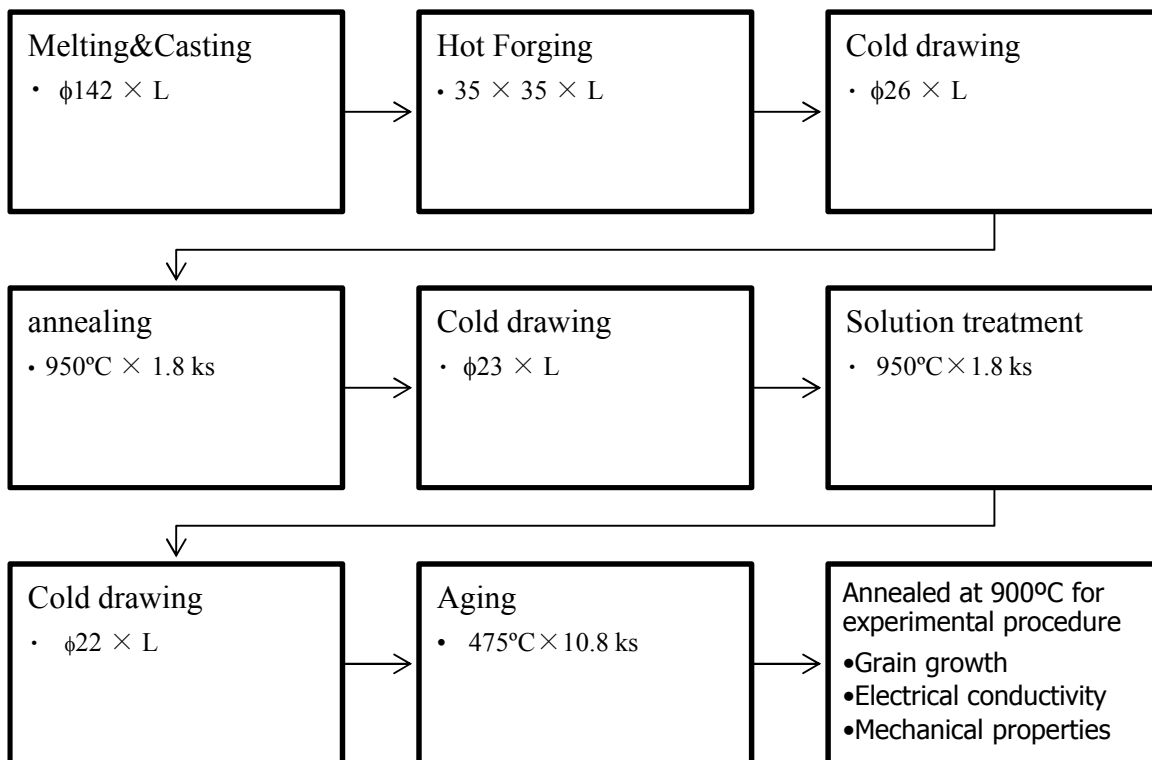 Melting&Casting
・ ϕ142 × L
Hot Forging
・35 × 35 × L
Cold drawing
・ϕ26 × L
annealing
・950ºC × 1.8 ks
Cold drawing
・ ϕ23 × L
Solution treatment
・ 950ºC×1.8 ks
Cold drawing
・ ϕ22 × L
Aging
• 475ºC×10.8 ks
Annealed at 900ºC for
experimental procedure
•Grain growth
•Electrical conductivity
•Mechanical properties